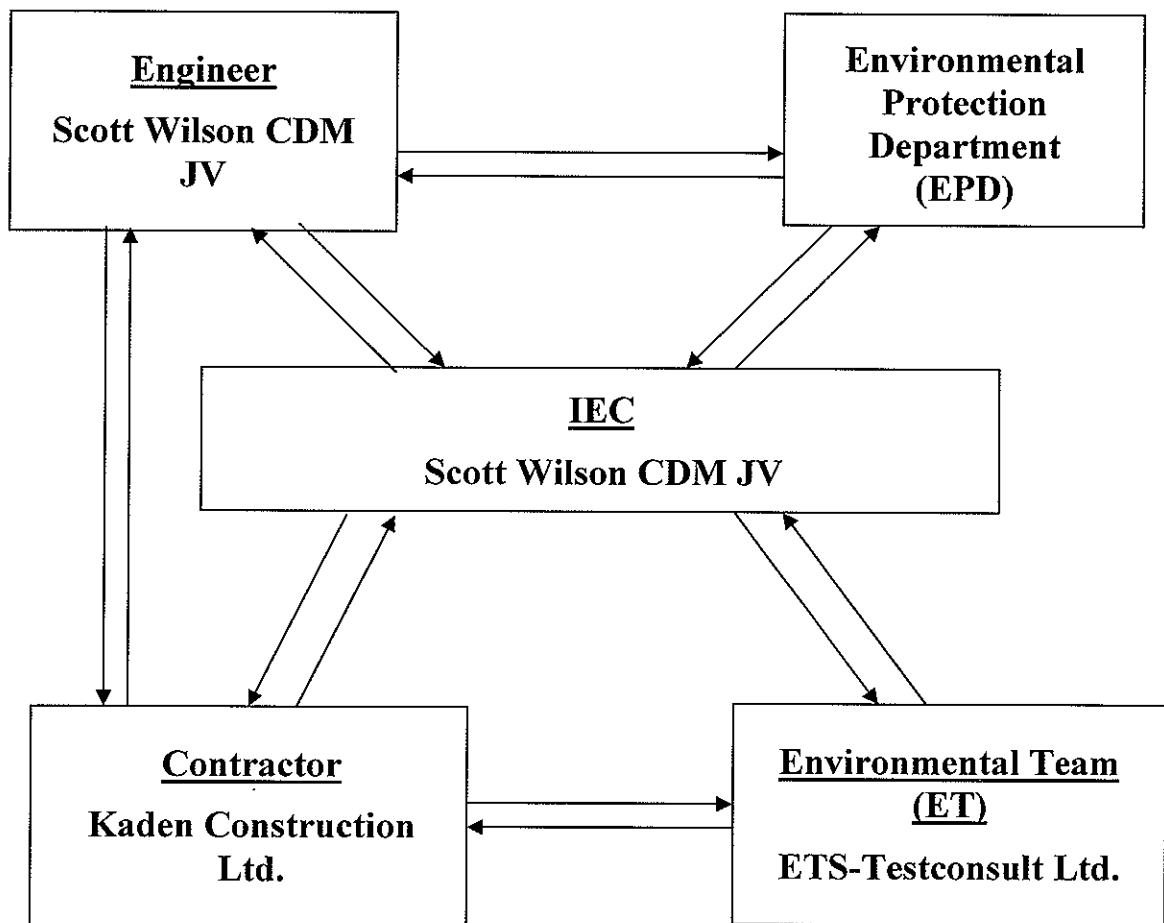 Engineer
Scott Wilson CDM
JV
Environmental
Protection
Department
(EPD)
IEC
Scott Wilson CDM JV
Contractor
Kaden Construction
Ltd.
Environmental Team
(ET)
ETS-Testconsult Ltd.